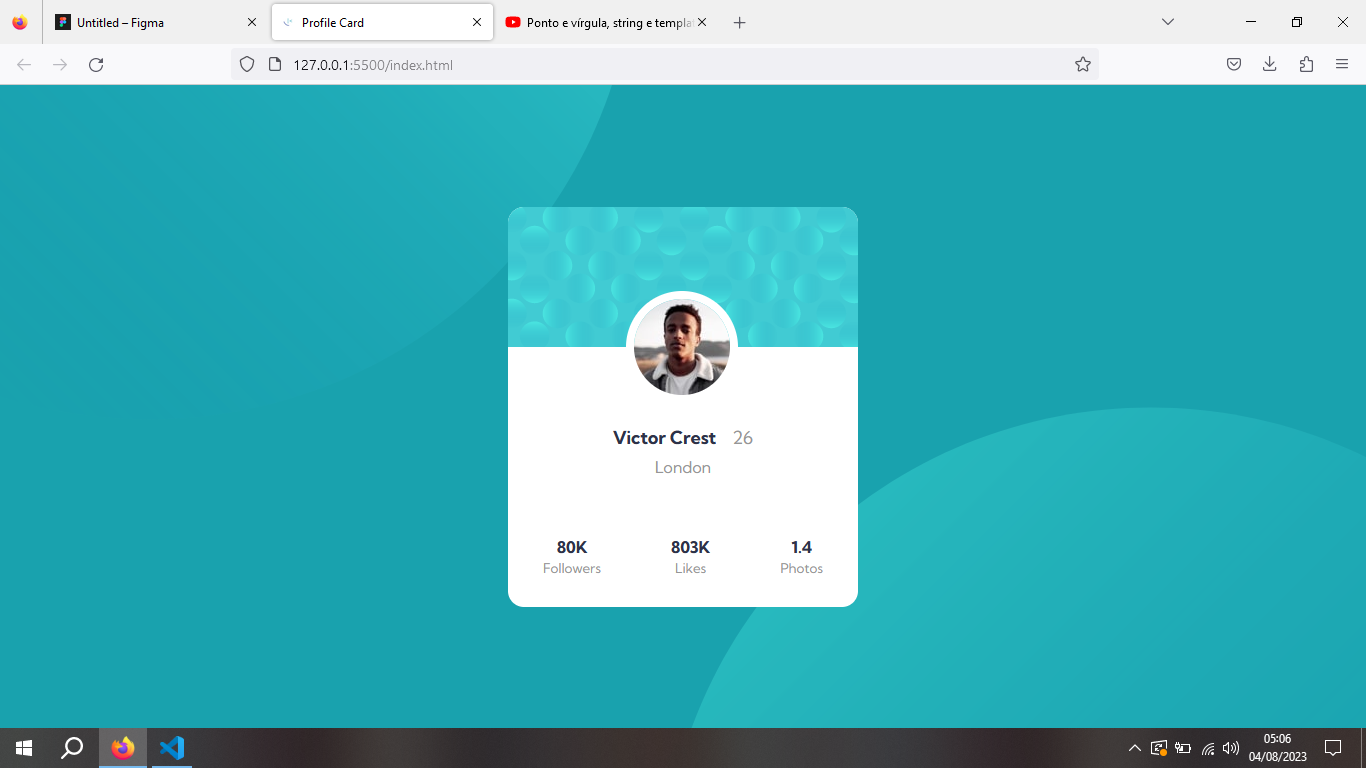 Untitled – Figma
Profile Card
Ponto e vírgula, string e templat
127.0.0.1:5500/index.html
Victor Crest 26
London
80K 803K 1.4
Followers Likes Photos
05:06
04/08/2023